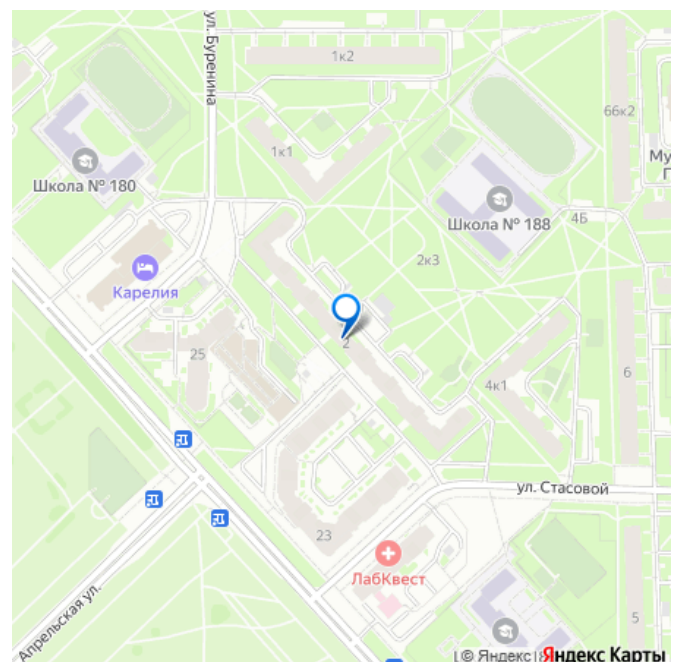 ул. Буренина
1к2
66к2
1к1
Му
П
Школа № 180
Школа № 188
4Б
2к3
Карелия
25
2
6
4к1
ул. Стасовой
23
ЛабКвест
Апрельская ул.
5
© Яндекс
Яндекс Карты